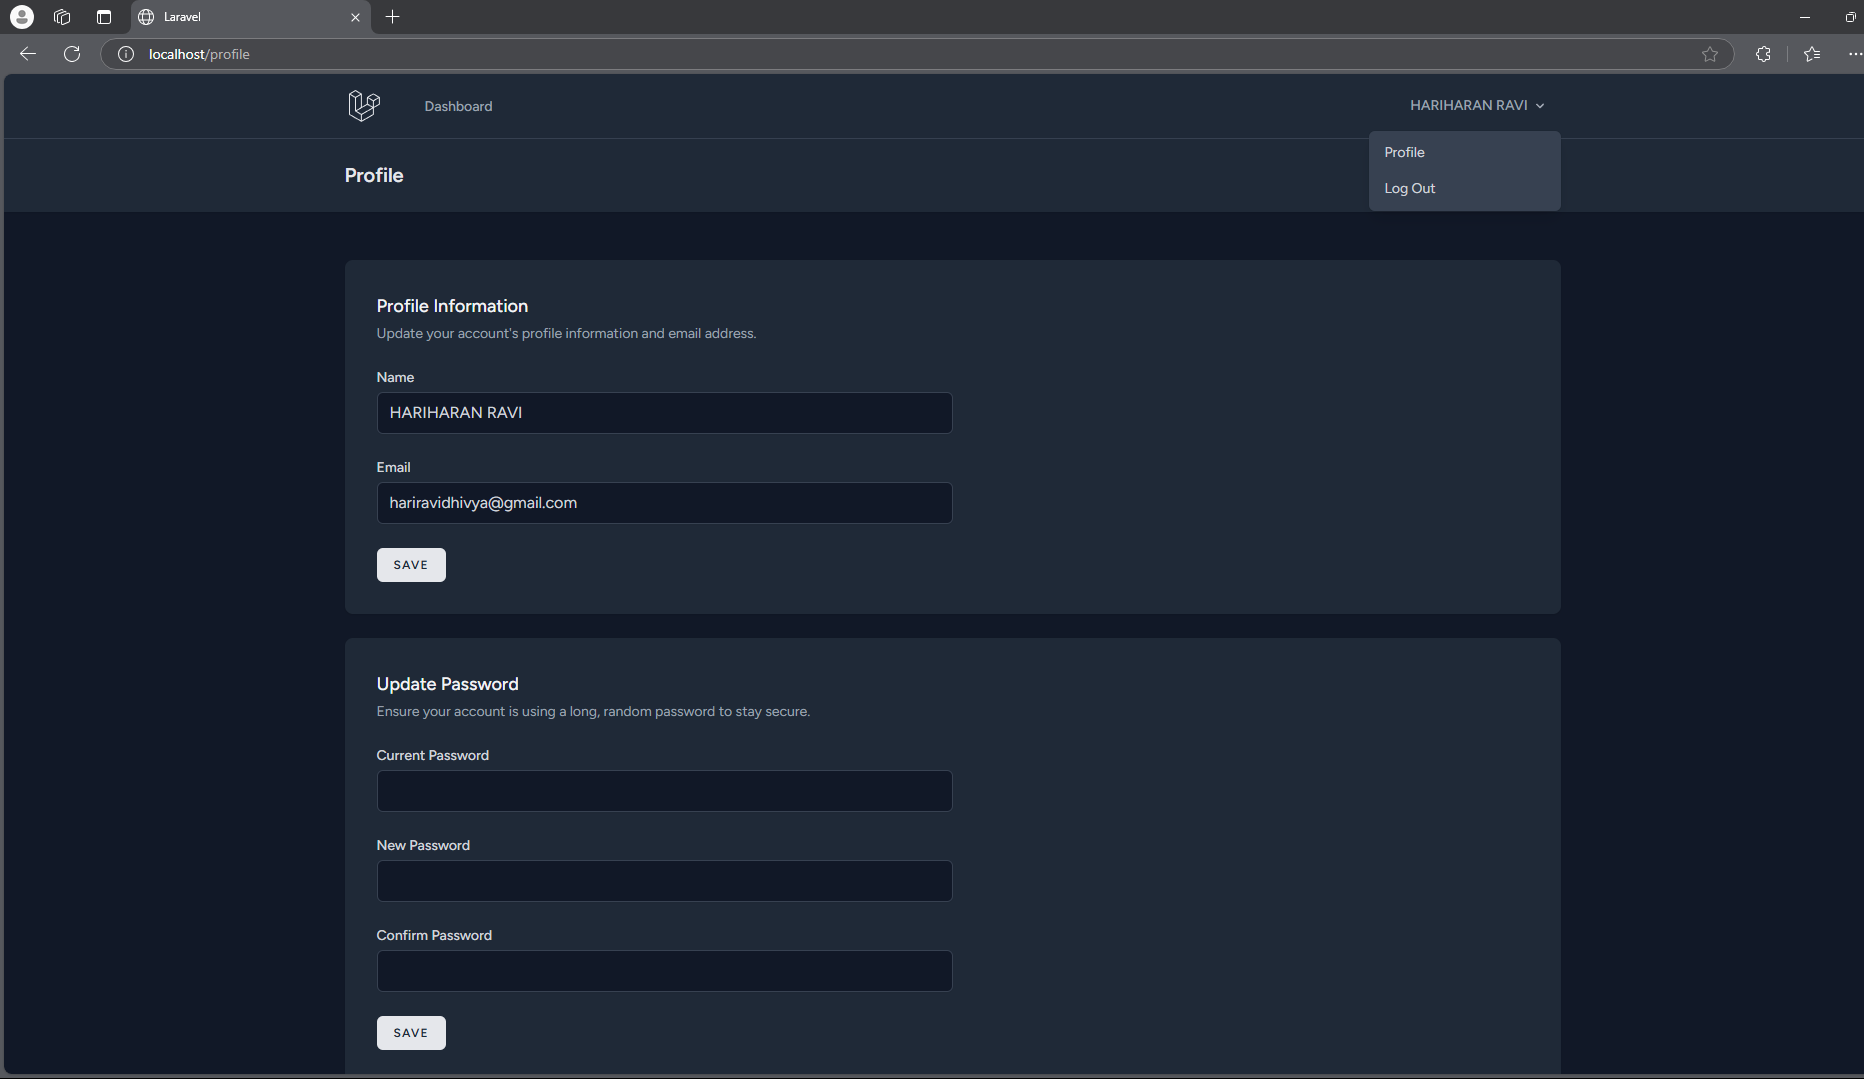 Laravel
localhost/profile
Dashboard
HARIHARAN RAVI
Profile
Log Out
Profile
Profile Information
Update your account's profile information and email address.
Name
HARIHARAN RAVI
Email
hariravidhivya@gmail.com
SAVE
Update Password
Ensure your account is using a long, random password to stay secure.
Current Password
New Password
Confirm Password
SAVE